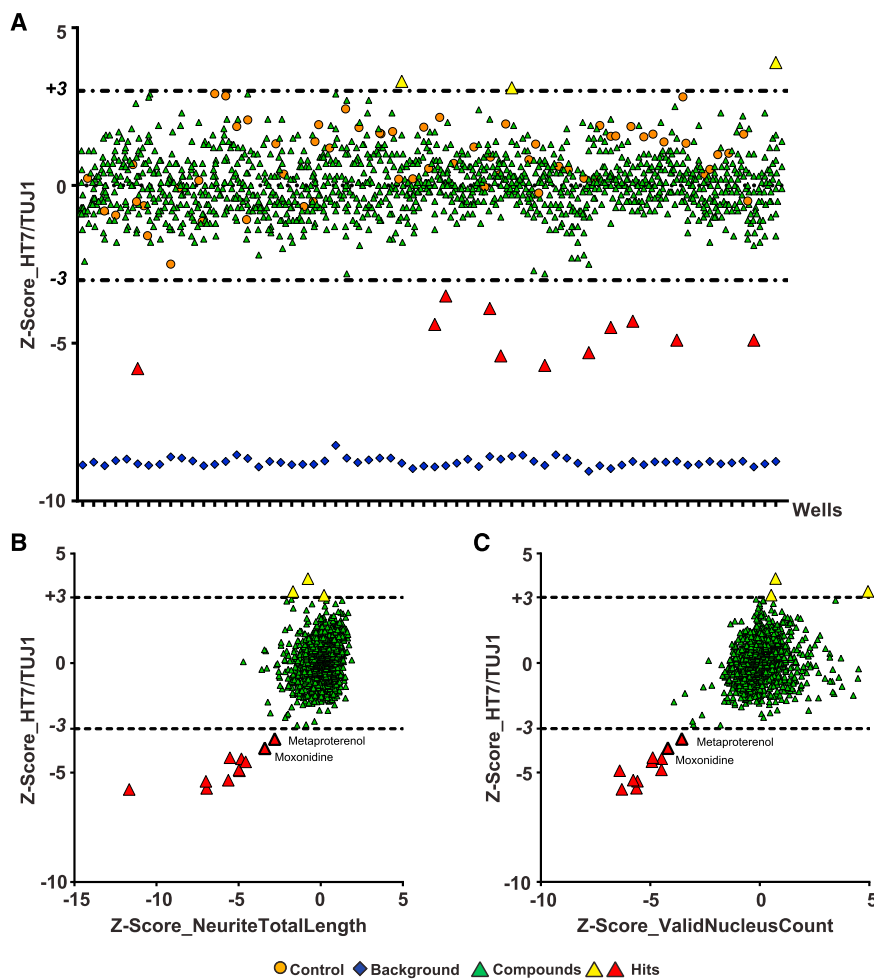 A
5
+3
0
-3
-5
-10
Z-Score_HT7/TUJ1
Wells
B
5
+3
0
-3
-5
-10
Z-Score_HT7/TUJ1
Metaproterenol
Moxonidine
-15 -10 -5 0 5
Z-Score_NeuriteTotalLength
C
5
+3
0
-3
-5
-10
Z-Score_HT7/TUJ1
Metaproterenol
Moxonidine
-10 -5 0 5
Z-Score_ValidNucleusCount
Control Background Compounds Hits